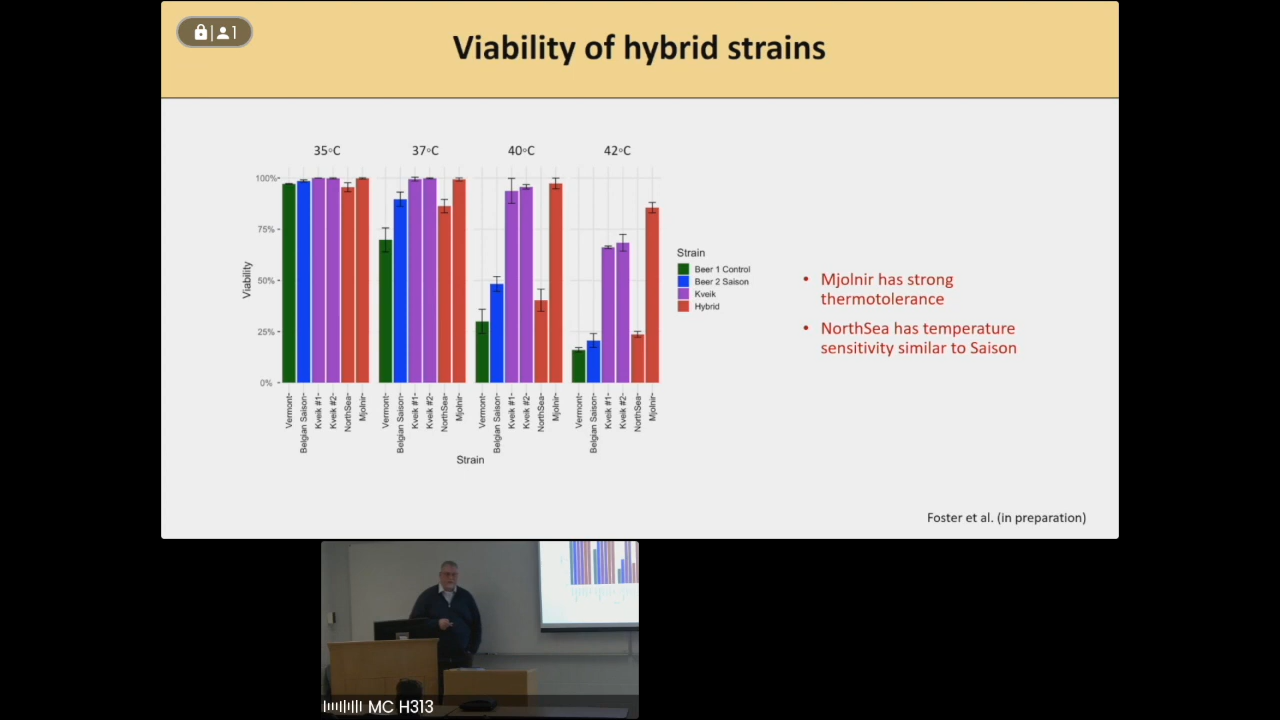 1
Viability of hybrid strains
35◦C 37◦C 40◦C 42◦C
100%
75%
50%
25%
0%
Viability
Vermont
Belgian Saison
Kveik #1
Kveik #2
NorthSea
Mjolnir
Vermont
Belgian Saison
Kveik #1
Kveik #2
NorthSea
Mjolnir
Vermont
Belgian Saison
Kveik #1
Kveik #2
NorthSea
Mjolnir
Vermont
Belgian Saison
Kveik #1
Kveik #2
NorthSea
Mjolnir
Strain
Strain
Beer 1 Control
Beer 2 Saison
Kveik
Hybrid
• Mjolnir has strong
thermotolerance
• NorthSea has temperature
sensitivity similar to Saison
Foster et al. (in preparation)
MC H313